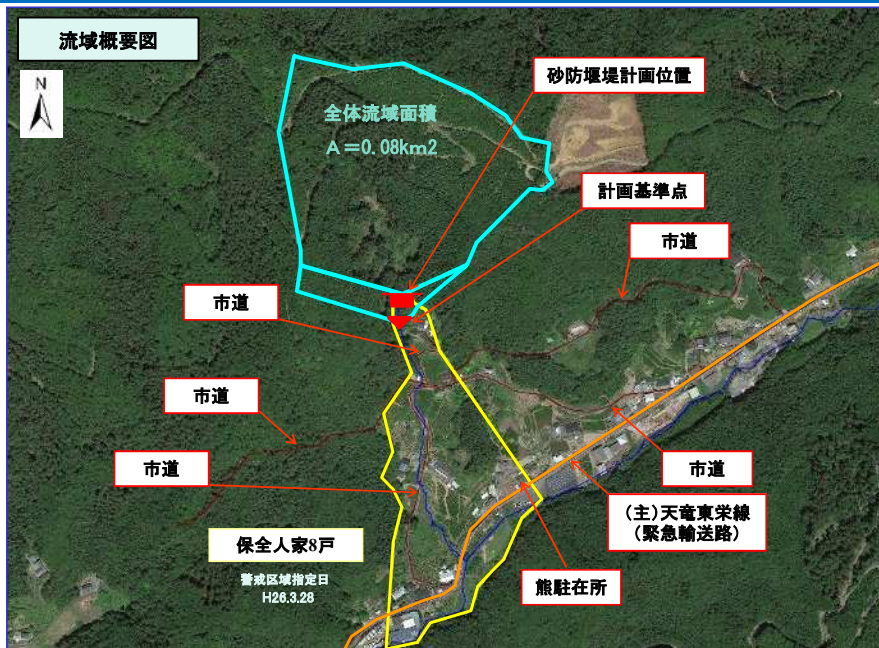 流域概要図
N
砂防堰堤計画位置
全体流域面積
A=0.08km2
計画基準点
市道
市道
市道
市道
市道
(主)天竜東栄線
(緊急輸送路)
保全人家8戸
熊駐在所
警戒区域指定日
H26.3.28